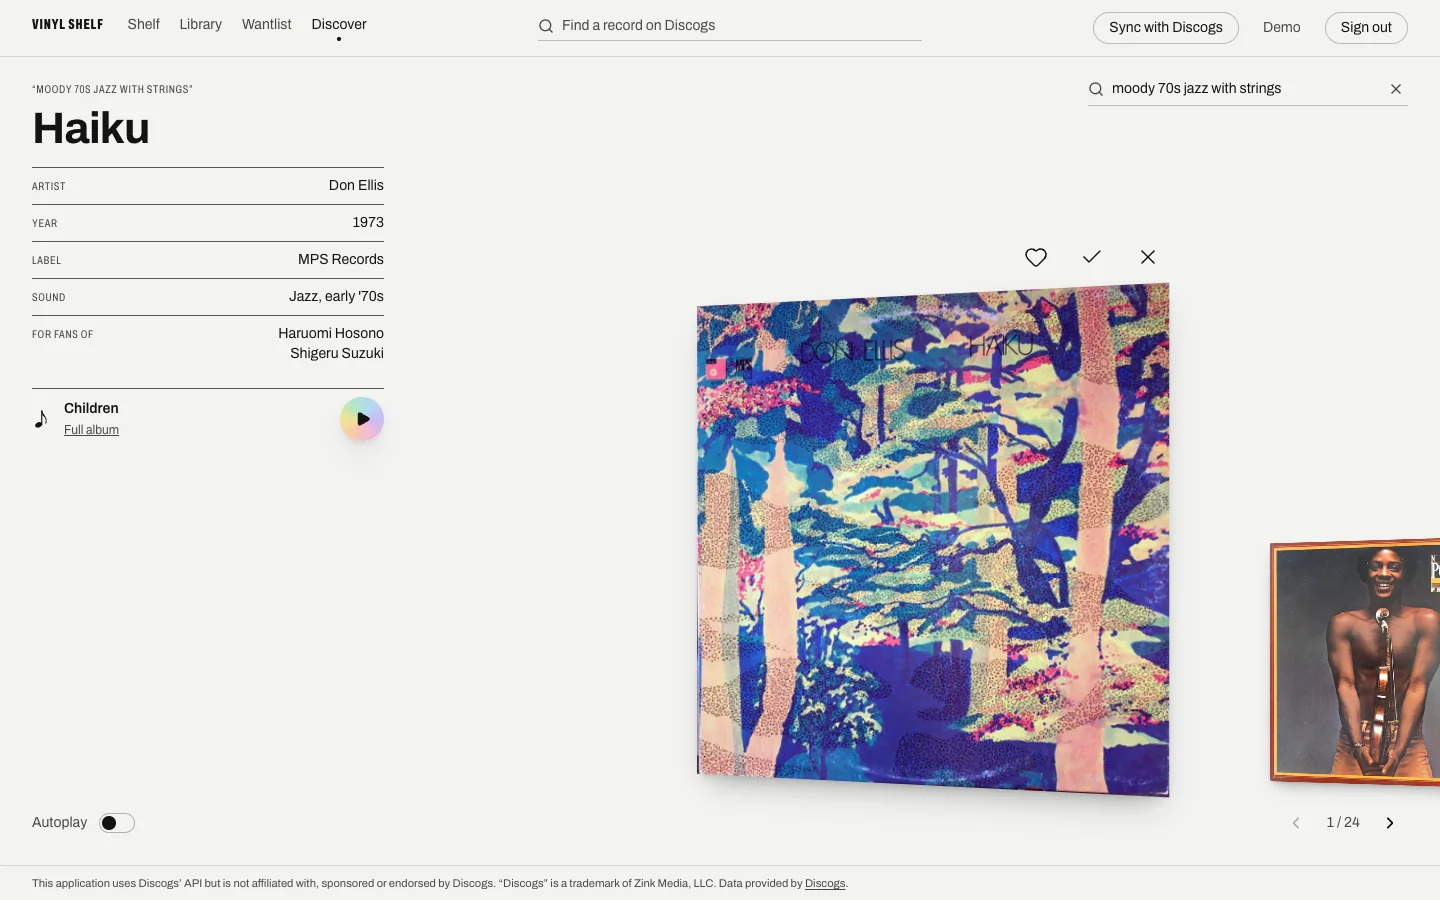 VINYL SHELF
Shelf
Library
Wantlist
Discover
Find a record on Discogs
Sync with Discogs
Demo
Sign out
“MOODY 70S JAZZ WITH STRINGS”
moody 70s jazz with strings
Haiku
ARTIST Don Ellis
YEAR 1973
LABEL MPS Records
SOUND Jazz, early '70s
FOR FANS OF Haruomi Hosono
Shigeru Suzuki
Children
Full album
DON ELLIS HAIKU
MPS
Autoplay
1 / 24
This application uses Discogs’ API but is not affiliated with, sponsored or endorsed by Discogs. “Discogs” is a trademark of Zink Media, LLC. Data provided by Discogs.